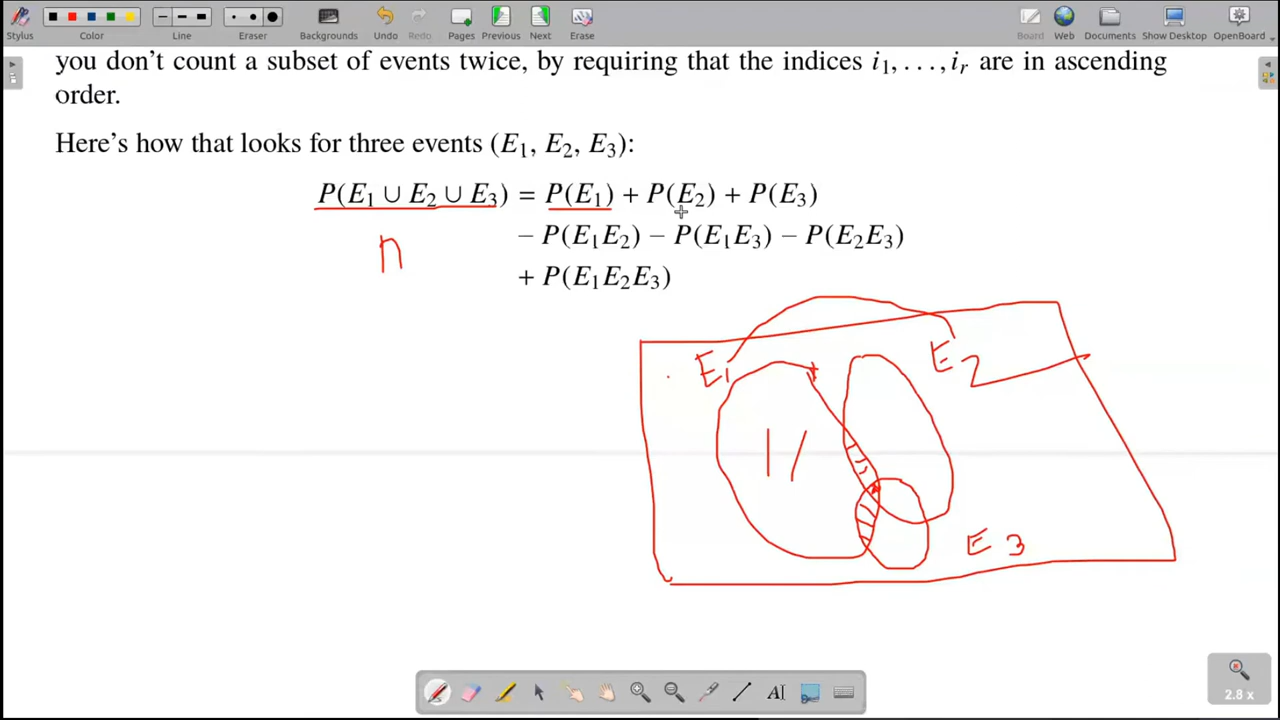 Stylus Color Line Eraser Backgrounds Undo Redo Pages Previous Next Erase Board Web Documents Show Desktop OpenBoard
you don’t count a subset of events twice, by requiring that the indices i₁, . . . , iᵣ are in ascending
order.
Here’s how that looks for three events (E₁, E₂, E₃):
P(E₁ ∪ E₂ ∪ E₃) = P(E₁) + P(E₂) + P(E₃)
− P(E₁E₂) − P(E₁E₃) − P(E₂E₃)
n
+ P(E₁E₂E₃)
E₁
E₂
E3
2.8 x